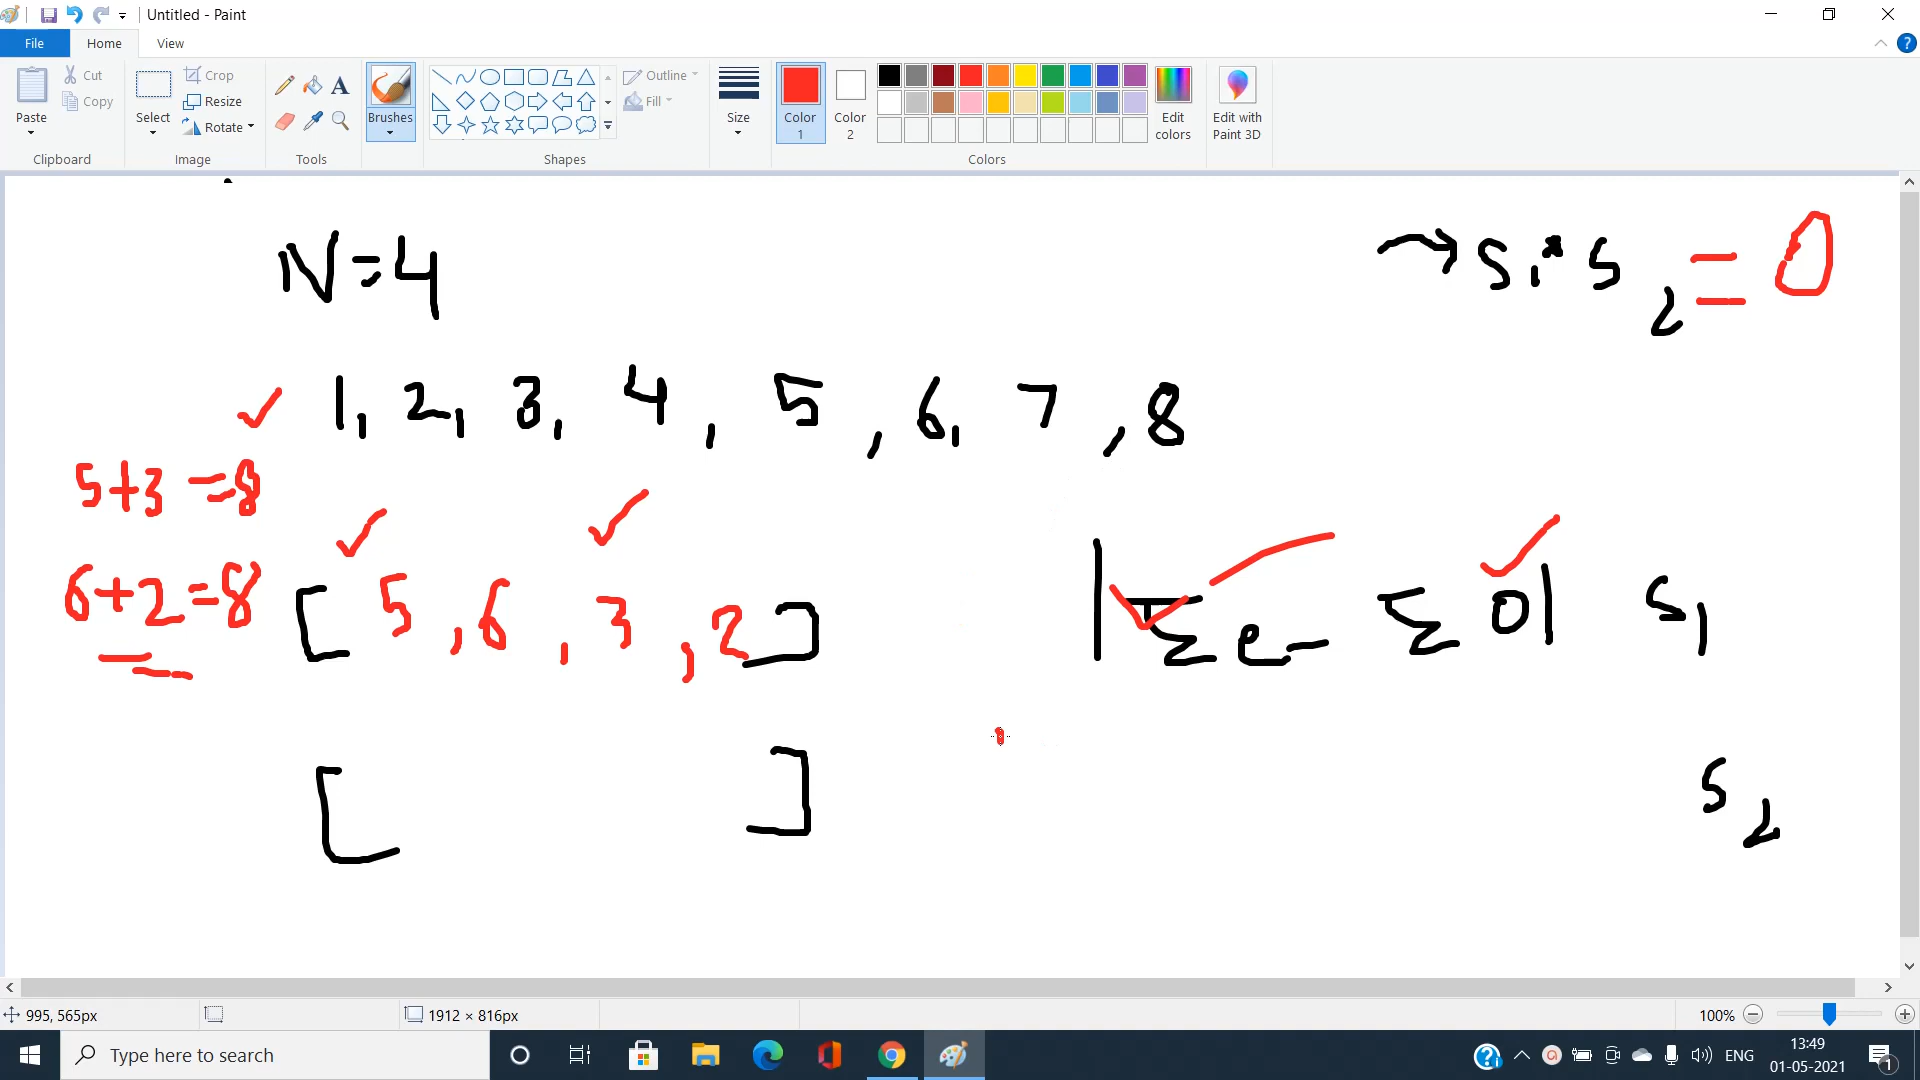 Untitled - Paint
File Home View
Paste
Cut
Copy
Clipboard
Select
Crop
Resize
Rotate
Image
Tools
Brushes
Outline
Fill
Shapes
Size
Color 1
Color 2
Edit colors
Edit with Paint 3D
Colors
N=4
→ S1* S2 = 0
1, 2, 3, 4, 5, 6, 7, 8
5+3 =8
6+2=8
[ 5, 6, 3, 2 ]
| Σe - Σ0| S1
[ ]
S2
995, 565px
1912 × 816px
100%
Type here to search
ENG
13:49
01-05-2021
1